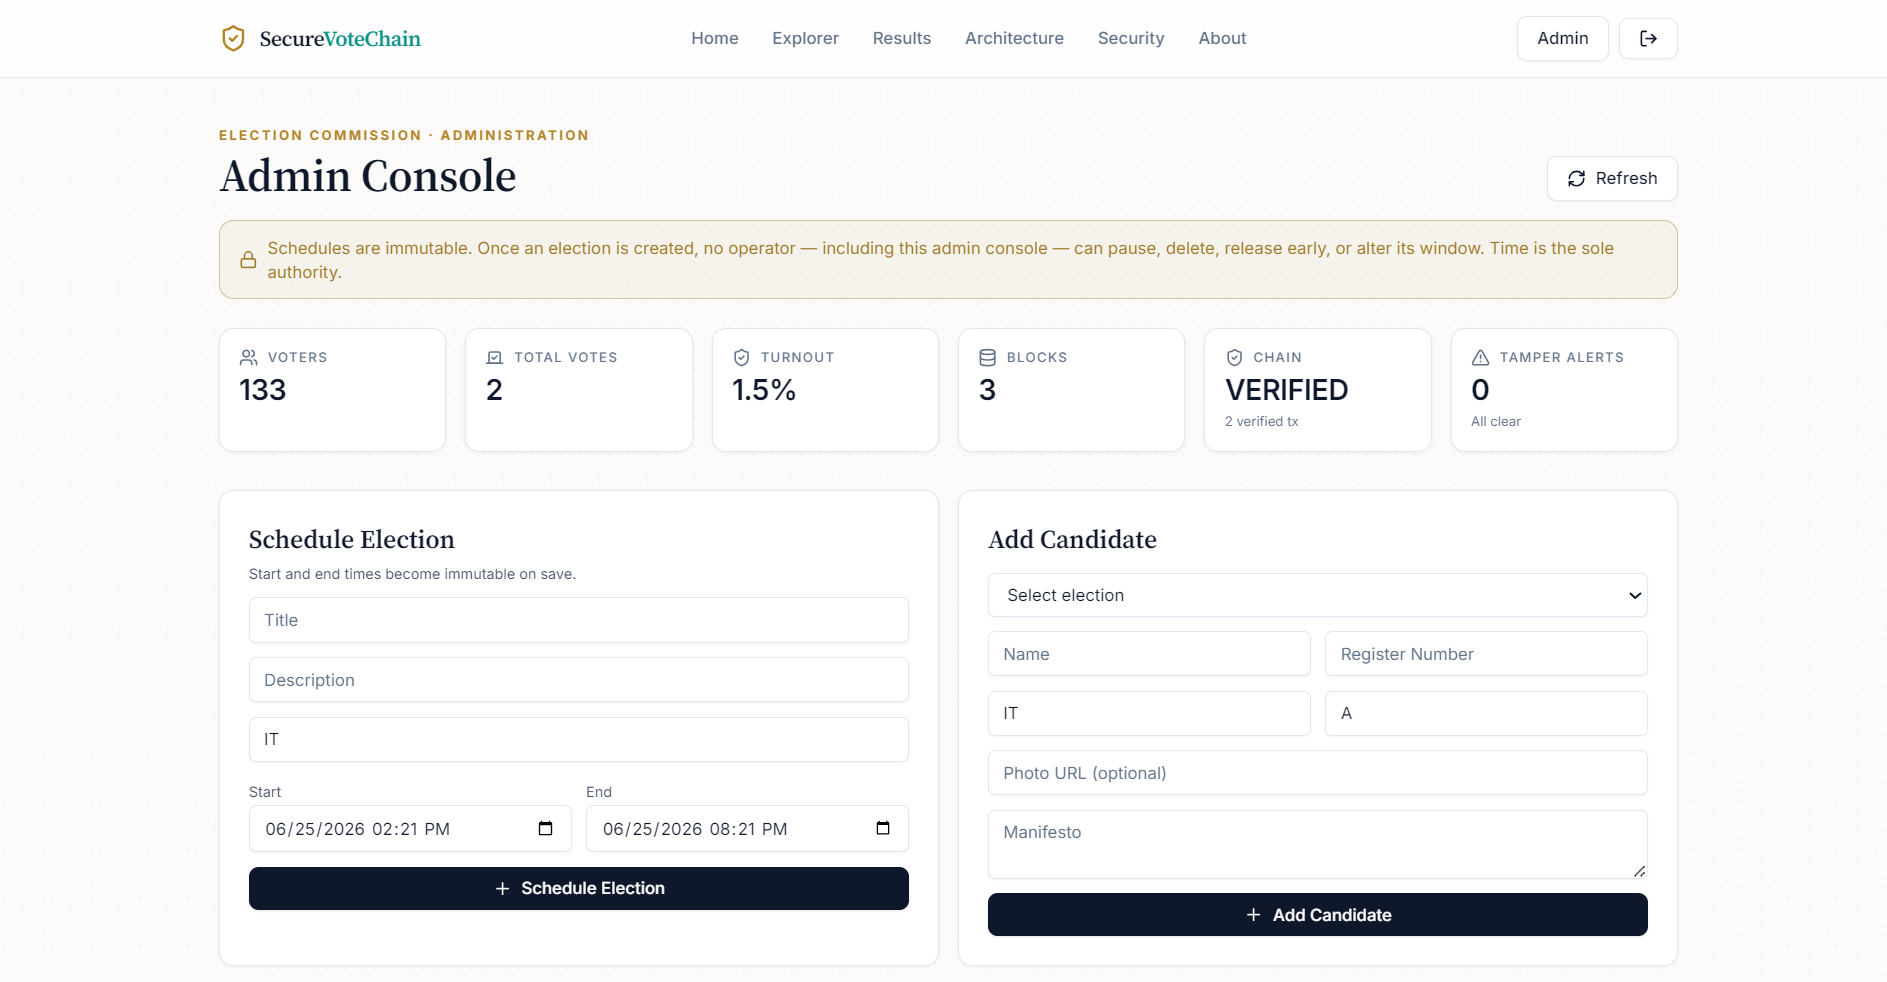 SecureVoteChain
Home
Explorer
Results
Architecture
Security
About
Admin
ELECTION COMMISSION · ADMINISTRATION
Admin Console
Refresh
Schedules are immutable. Once an election is created, no operator — including this admin console — can pause, delete, release early, or alter its window. Time is the sole
authority.
VOTERS
133
TOTAL VOTES
2
TURNOUT
1.5%
BLOCKS
3
CHAIN
VERIFIED
2 verified tx
TAMPER ALERTS
0
All clear
Schedule Election
Start and end times become immutable on save.
Title
Description
IT
Start
End
06/25/2026 02:21 PM
06/25/2026 08:21 PM
+ Schedule Election
Add Candidate
Select election
Name
Register Number
IT
A
Photo URL (optional)
Manifesto
+ Add Candidate